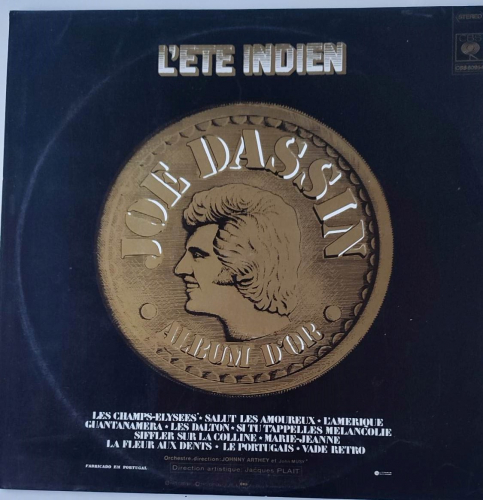 L'ETE INDIEN
STEREO
CBS
JOE DASSIN
ALBUM D'OR
LES CHAMPS-ELYSEES • SALUT LES AMOUREUX • L'AMERIQUE
GUANTANAMERA • LES DALTON • SI TU T'APPELLES MELANCOLIE
SIFFLER SUR LA COLLINE • MARIE-JEANNE
LA FLEUR AUX DENTS • LE PORTUGAIS • VADE RETRO
Orchestre-direction: JOHNNY ARTHEY et
Direction artistique: Jacques PLAIT
FABRICADO EM PORTUGAL